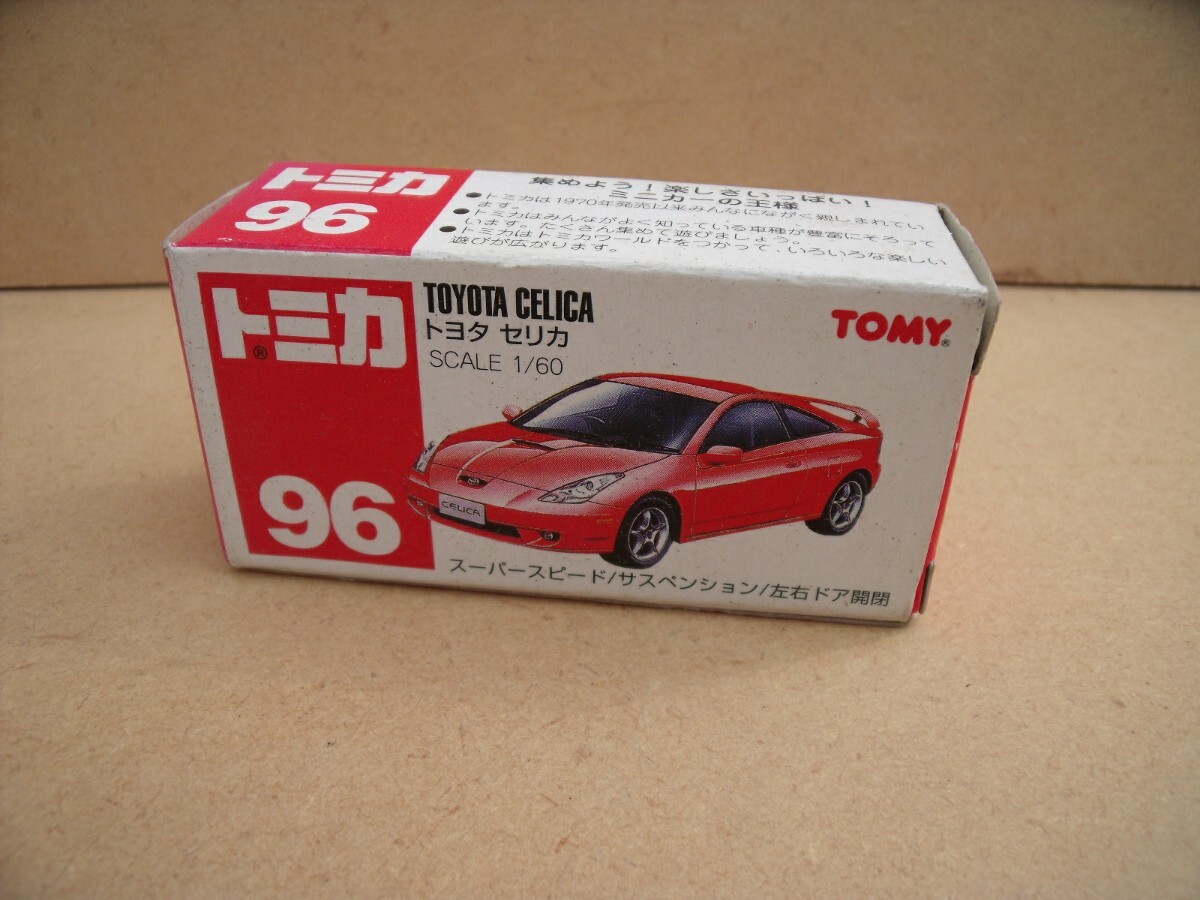 トミカ
96
集めよう！楽しさいっぱい！
ミニカーの王様
●トミカは1970年発売以来みんなにながく親しまれてい
ます。
●トミカはみんながよく知っている車種が豊富にそろって
います。たくさん集めて遊びましょう。
●トミカはトミカワールドをつかって、いろいろな楽しい
遊びが広がります。
トミカ®
96
TOYOTA CELICA
トヨタ セリカ
SCALE 1/60
TOMY®
CELICA
スーパースピード/サスペンション/左右ドア開閉